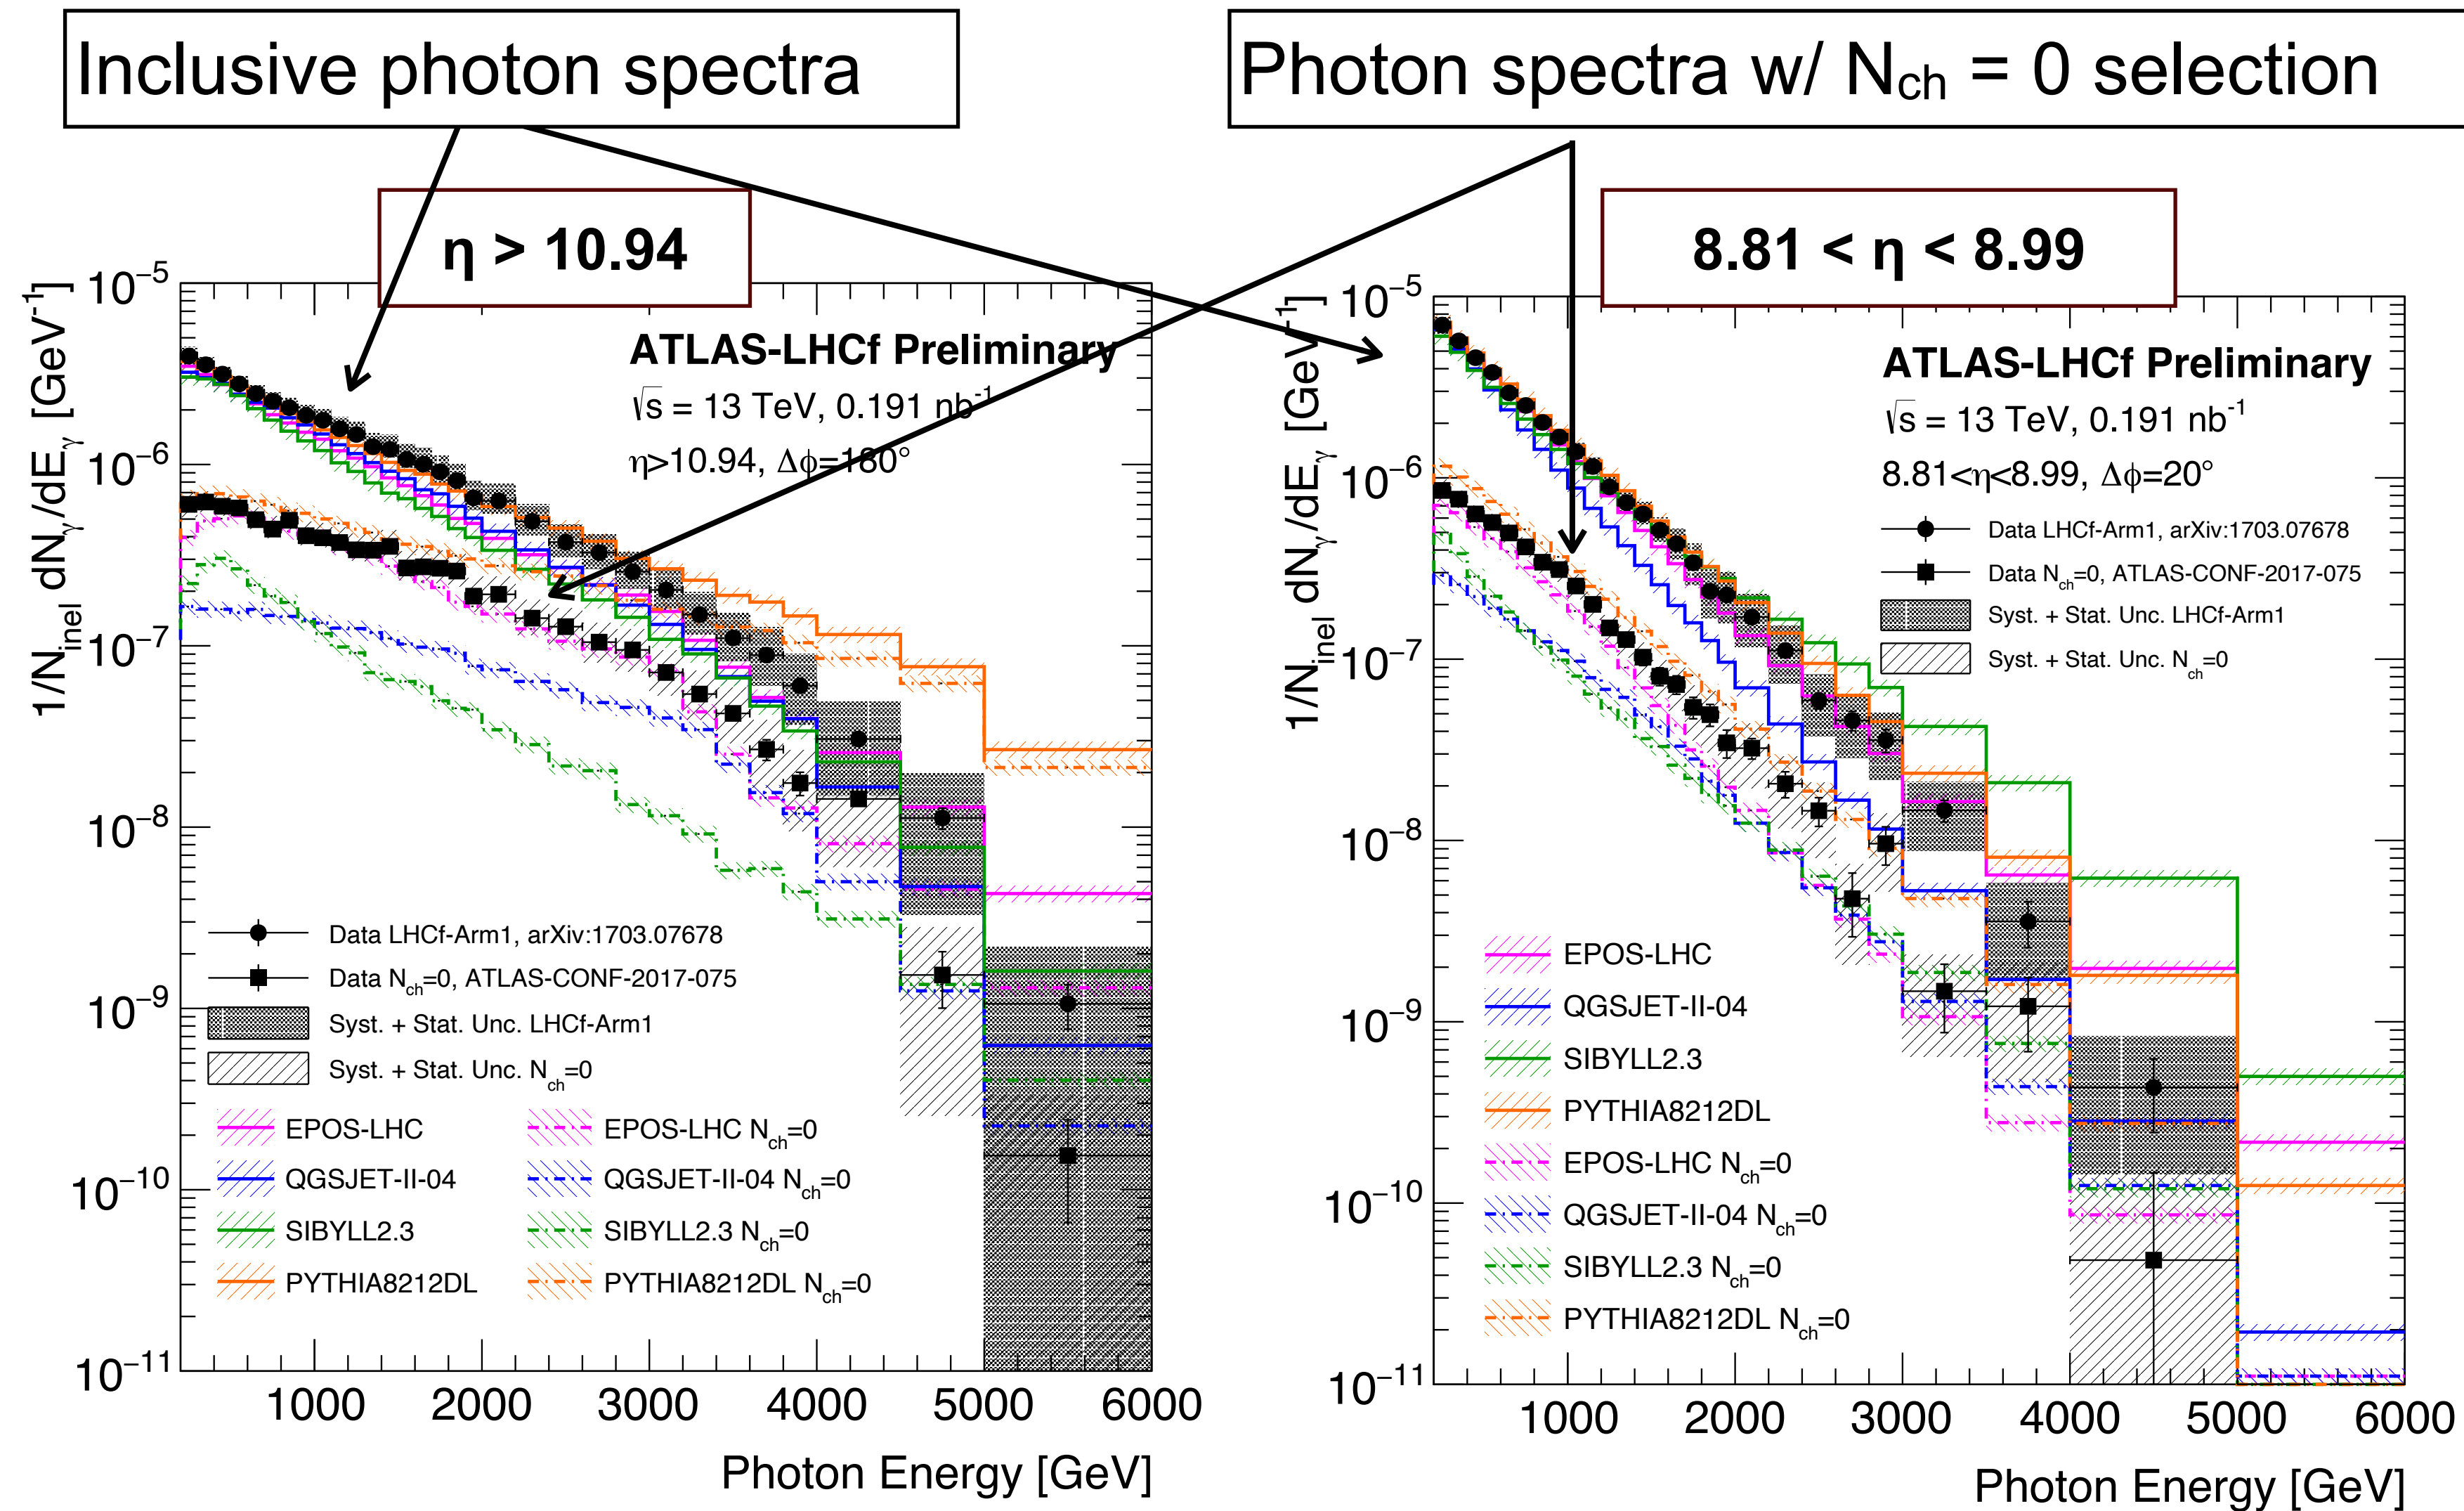 Inclusive photon spectra
Photon spectra w/ N_ch = 0 selection
η > 10.94
8.81 < η < 8.99
1/N_inel dN_γ/dE_γ [GeV⁻¹]
10⁻⁵
10⁻⁶
10⁻⁷
10⁻⁸
10⁻⁹
10⁻¹⁰
10⁻¹¹
ATLAS-LHCf Preliminary
√s = 13 TeV, 0.191 nb⁻¹
η>10.94, Δϕ=180°
Data LHCf-Arm1, arXiv:1703.07678
Data N_ch=0, ATLAS-CONF-2017-075
Syst. + Stat. Unc. LHCf-Arm1
Syst. + Stat. Unc. N_ch=0
EPOS-LHC
EPOS-LHC N_ch=0
QGSJET-II-04
QGSJET-II-04 N_ch=0
SIBYLL2.3
SIBYLL2.3 N_ch=0
PYTHIA8212DL
PYTHIA8212DL N_ch=0
1000 2000 3000 4000 5000 6000
Photon Energy [GeV]
1/N_inel dN_γ/dE_γ [GeV⁻¹]
10⁻⁵
10⁻⁶
10⁻⁷
10⁻⁸
10⁻⁹
10⁻¹⁰
10⁻¹¹
ATLAS-LHCf Preliminary
√s = 13 TeV, 0.191 nb⁻¹
8.81<η<8.99, Δϕ=20°
Data LHCf-Arm1, arXiv:1703.07678
Data N_ch=0, ATLAS-CONF-2017-075
Syst. + Stat. Unc. LHCf-Arm1
Syst. + Stat. Unc. N_ch=0
EPOS-LHC
QGSJET-II-04
SIBYLL2.3
PYTHIA8212DL
EPOS-LHC N_ch=0
QGSJET-II-04 N_ch=0
SIBYLL2.3 N_ch=0
PYTHIA8212DL N_ch=0
1000 2000 3000 4000 5000 6000
Photon Energy [GeV]